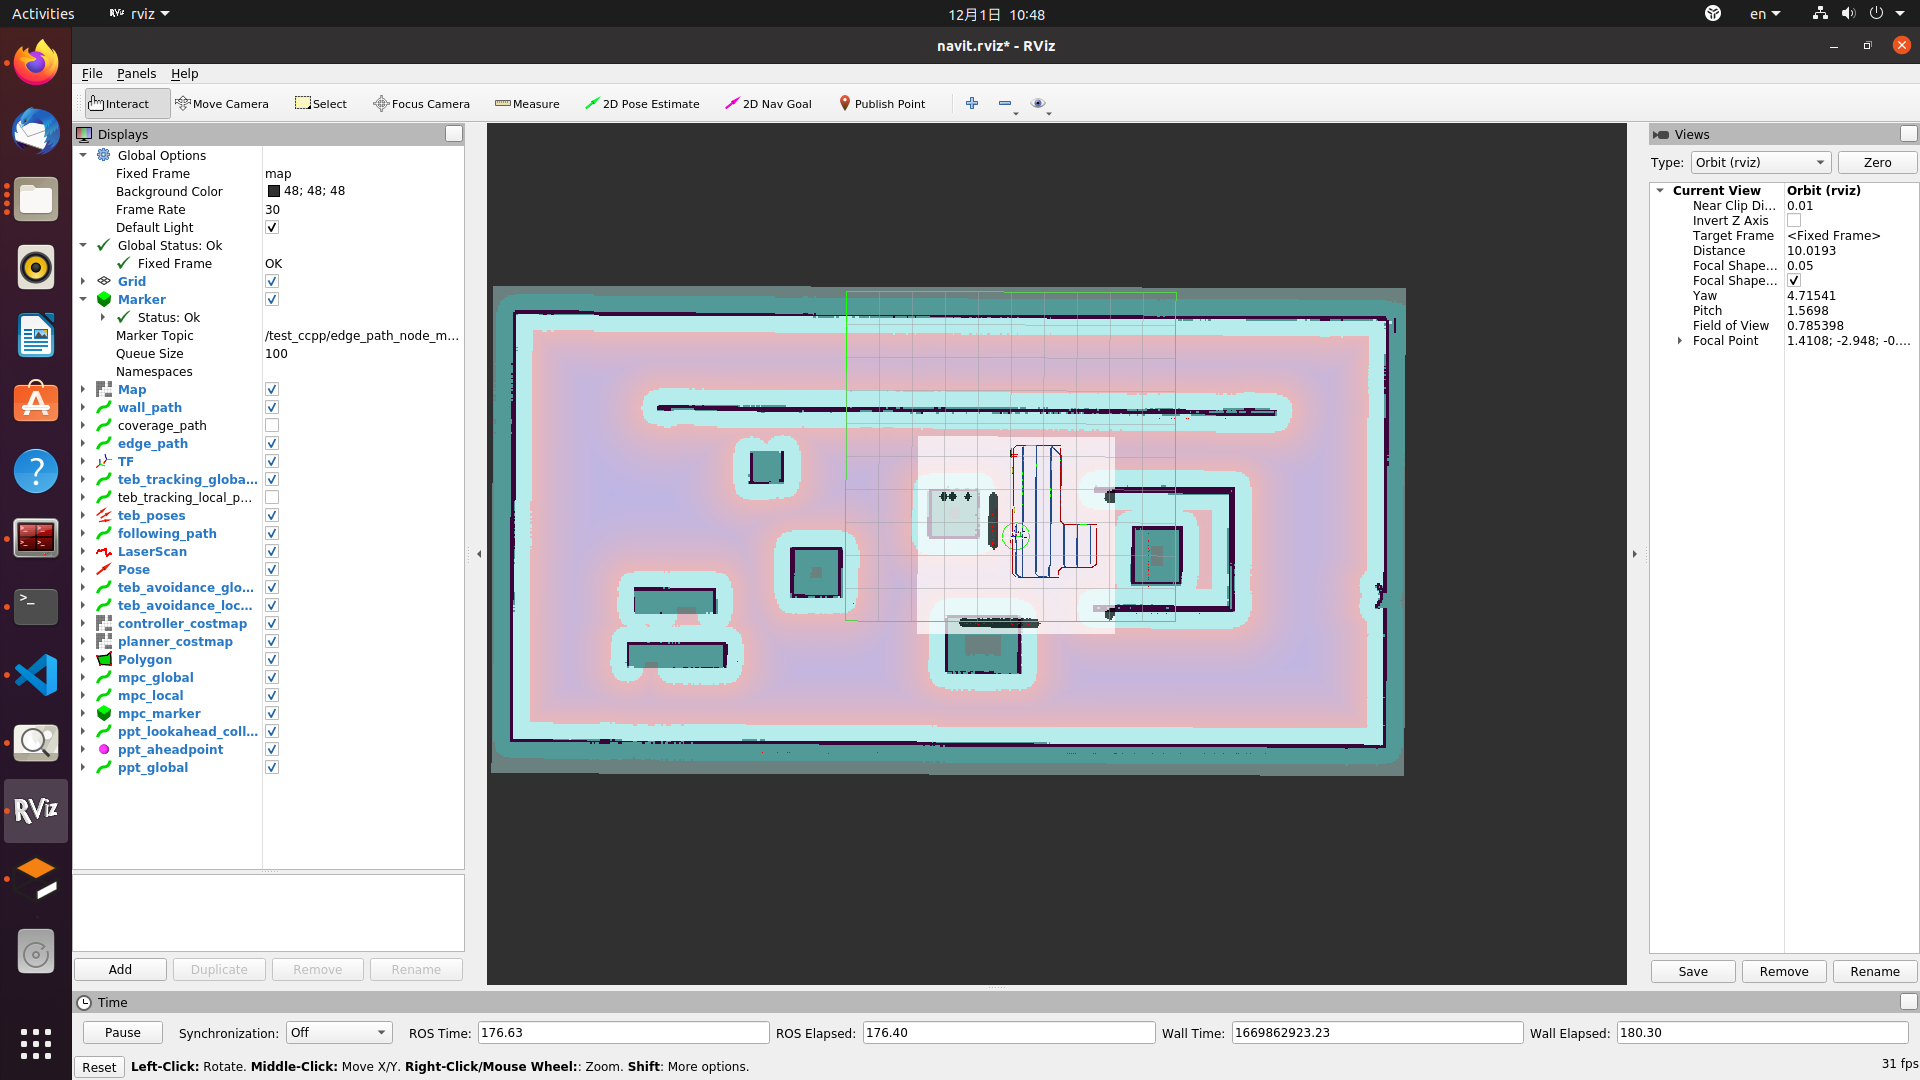 Activities
rviz
12月1日 10:48
en
navit.rviz* - RViz
File Panels Help
Interact Move Camera Select Focus Camera Measure 2D Pose Estimate 2D Nav Goal Publish Point
Displays
Global Options
Fixed Frame map
Background Color 48; 48; 48
Frame Rate 30
Default Light
Global Status: Ok
Fixed Frame OK
Grid
Marker
Status: Ok
Marker Topic /test_ccpp/edge_path_node_m...
Queue Size 100
Namespaces
Map
wall_path
coverage_path
edge_path
TF
teb_tracking_globa...
teb_tracking_local_p...
teb_poses
following_path
LaserScan
Pose
teb_avoidance_glo...
teb_avoidance_loc...
controller_costmap
planner_costmap
Polygon
mpc_global
mpc_local
mpc_marker
ppt_lookahead_coll...
ppt_aheadpoint
ppt_global
Add Duplicate Remove Rename
Views
Type: Orbit (rviz) Zero
Current View Orbit (rviz)
Near Clip Di... 0.01
Invert Z Axis
Target Frame <Fixed Frame>
Distance 10.0193
Focal Shape... 0.05
Focal Shape...
Yaw 4.71541
Pitch 1.5698
Field of View 0.785398
Focal Point 1.4108; -2.948; -0....
Save Remove Rename
Time
Pause Synchronization: Off ROS Time: 176.63 ROS Elapsed: 176.40 Wall Time: 1669862923.23 Wall Elapsed: 180.30
Reset Left-Click: Rotate. Middle-Click: Move X/Y. Right-Click/Mouse Wheel:: Zoom. Shift: More options.
31 fps
RViz